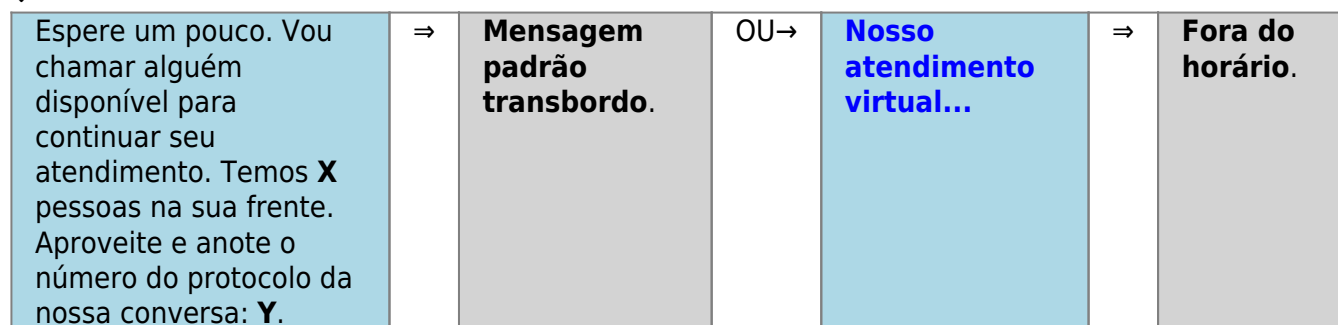 Espere um pouco. Vou
chamar alguém
disponível para
continuar seu
atendimento. Temos X
pessoas na sua frente.
Aproveite e anote o
número do protocolo da
nossa conversa: Y.
⇒
Mensagem
padrão
transbordo.
OU→
Nosso
atendimento
virtual...
⇒
Fora do
horário.